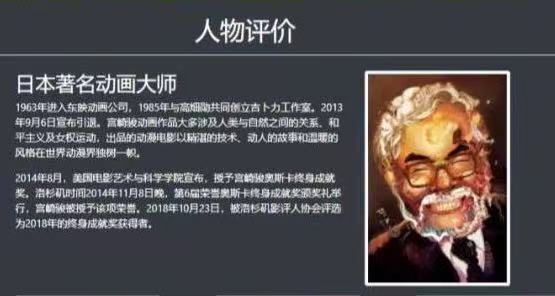 人物评价
日本著名动画大师
1963年进入东映动画公司，1985年与高畑勋共同创立吉卜力工作室。2013
年9月6日宣布引退。宫崎骏动画作品大多涉及人类与自然之间的关系、和
平主义及女权运动，出品的动漫电影以精湛的技术、动人的故事和温暖的
风格在世界动漫界独树一帜。
2014年8月，美国电影艺术与科学学院宣布，授予宫崎骏奥斯卡终身成就
奖。洛杉矶时间2014年11月8日晚，第6届荣誉奥斯卡终身成就奖颁奖礼举
行，宫崎骏被授予该项荣誉。2018年10月23日，被洛杉矶影评人协会评选
为2018年的终身成就奖获得者。